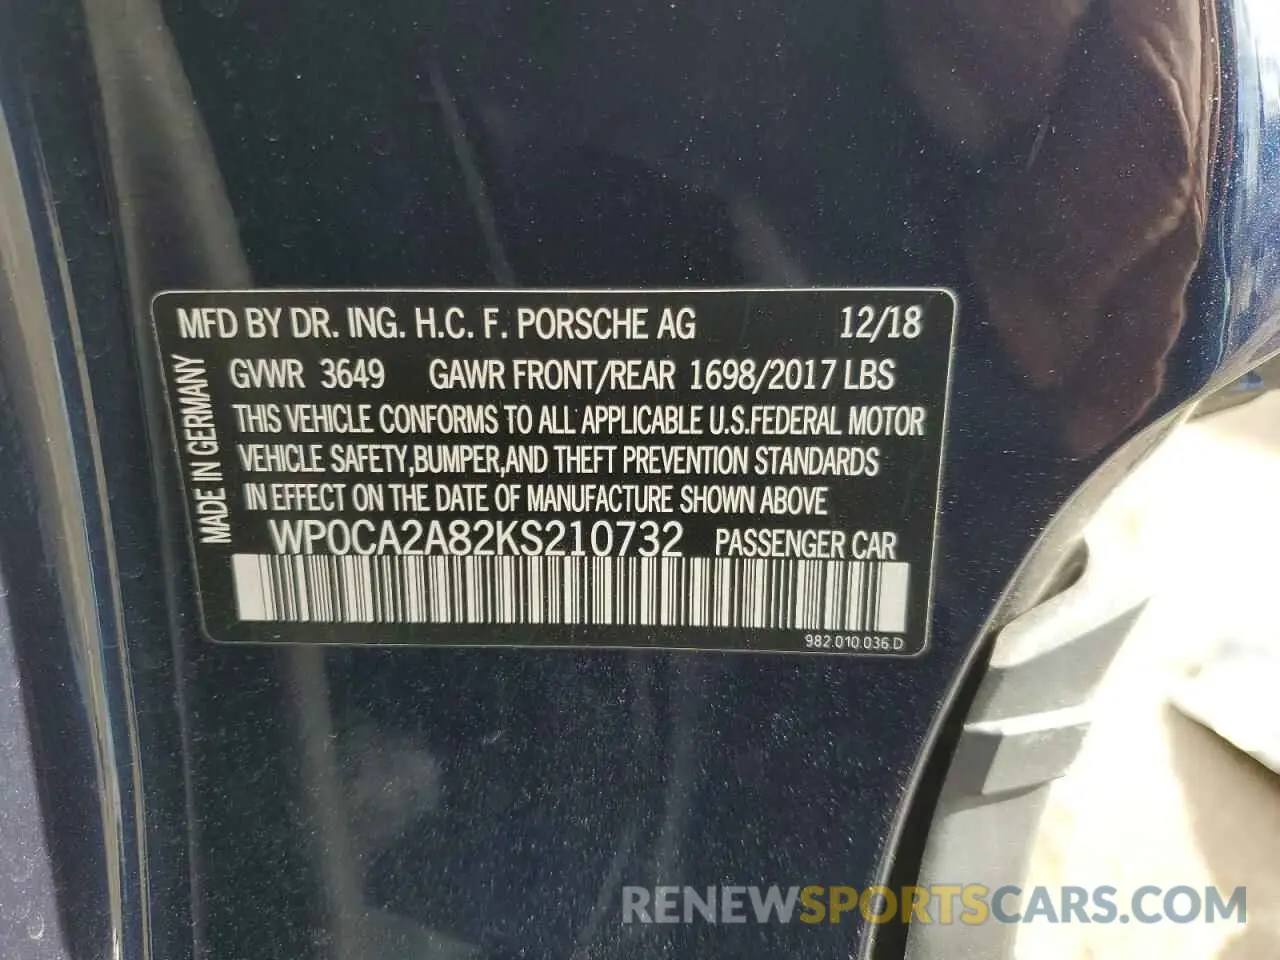 MFD BY DR. ING. H.C. F. PORSCHE AG 12/18
GVWR 3649 GAWR FRONT/REAR 1698/2017 LBS
THIS VEHICLE CONFORMS TO ALL APPLICABLE U.S.FEDERAL MOTOR
VEHICLE SAFETY,BUMPER,AND THEFT PREVENTION STANDARDS
IN EFFECT ON THE DATE OF MANUFACTURE SHOWN ABOVE
WP0CA2A82KS210732 PASSENGER CAR
982.010.036 D
MADE IN GERMANY
RENEWSPORTSCARS.COM